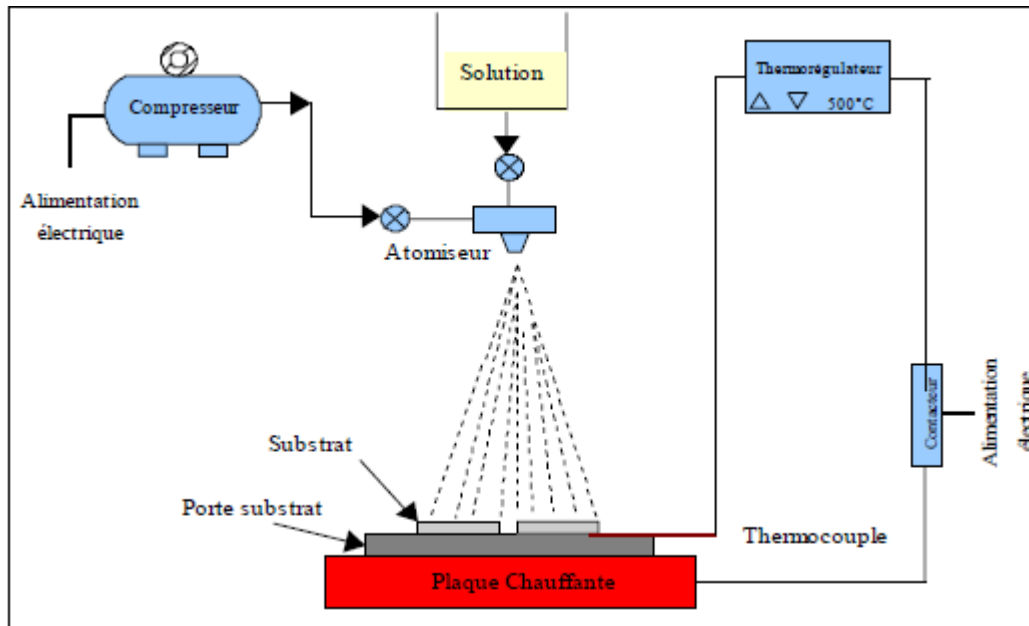 Solution
Thermorégulateur
500°C
Compresseur
Alimentation
électrique
Atomiseur
Contacteur
Alimentation
électrique
Substrat
Porte substrat
Thermocouple
Plaque Chauffante